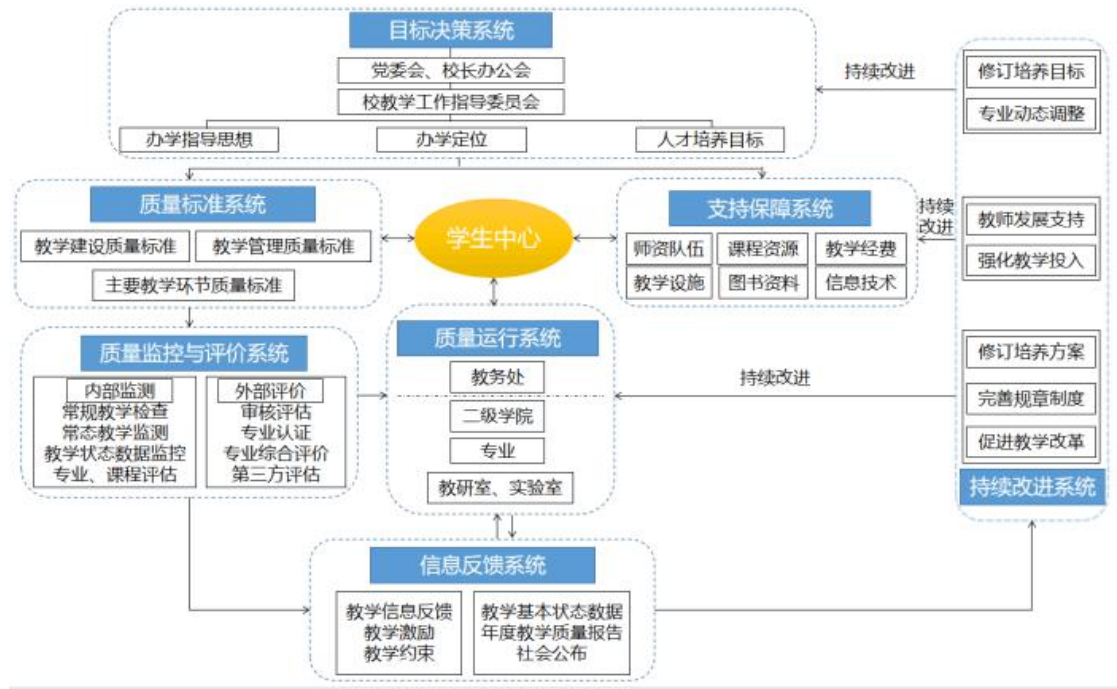 目标决策系统
党委会、校长办公会
校教学工作指导委员会
办学指导思想
办学定位
人才培养目标
持续改进
修订培养目标
专业动态调整
质量标准系统
教学建设质量标准
教学管理质量标准
主要教学环节质量标准
学生中心
支持保障系统
师资队伍
课程资源
教学经费
教学设施
图书资料
信息技术
持续
改进
教师发展支持
强化教学投入
质量监控与评价系统
内部监测
常规教学检查
常态教学监测
教学状态数据监控
专业、课程评估
外部评价
审核评估
专业认证
专业综合评价
第三方评估
质量运行系统
教务处
二级学院
专业
教研室、实验室
持续改进
修订培养方案
完善规章制度
促进教学改革
持续改进系统
信息反馈系统
教学信息反馈
教学激励
教学约束
教学基本状态数据
年度教学质量报告
社会公布